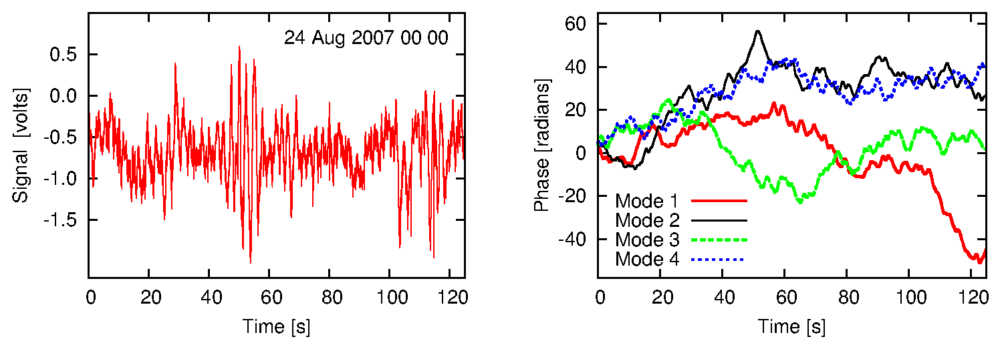 24 Aug 2007 00 00
0.5
0.0
-0.5
-1.0
-1.5
Signal [volts]
0 20 40 60 80 100 120
Time [s]
60
40
20
0
-20
-40
Phase [radians]
Mode 1
Mode 2
Mode 3
Mode 4
0 20 40 60 80 100 120
Time [s]